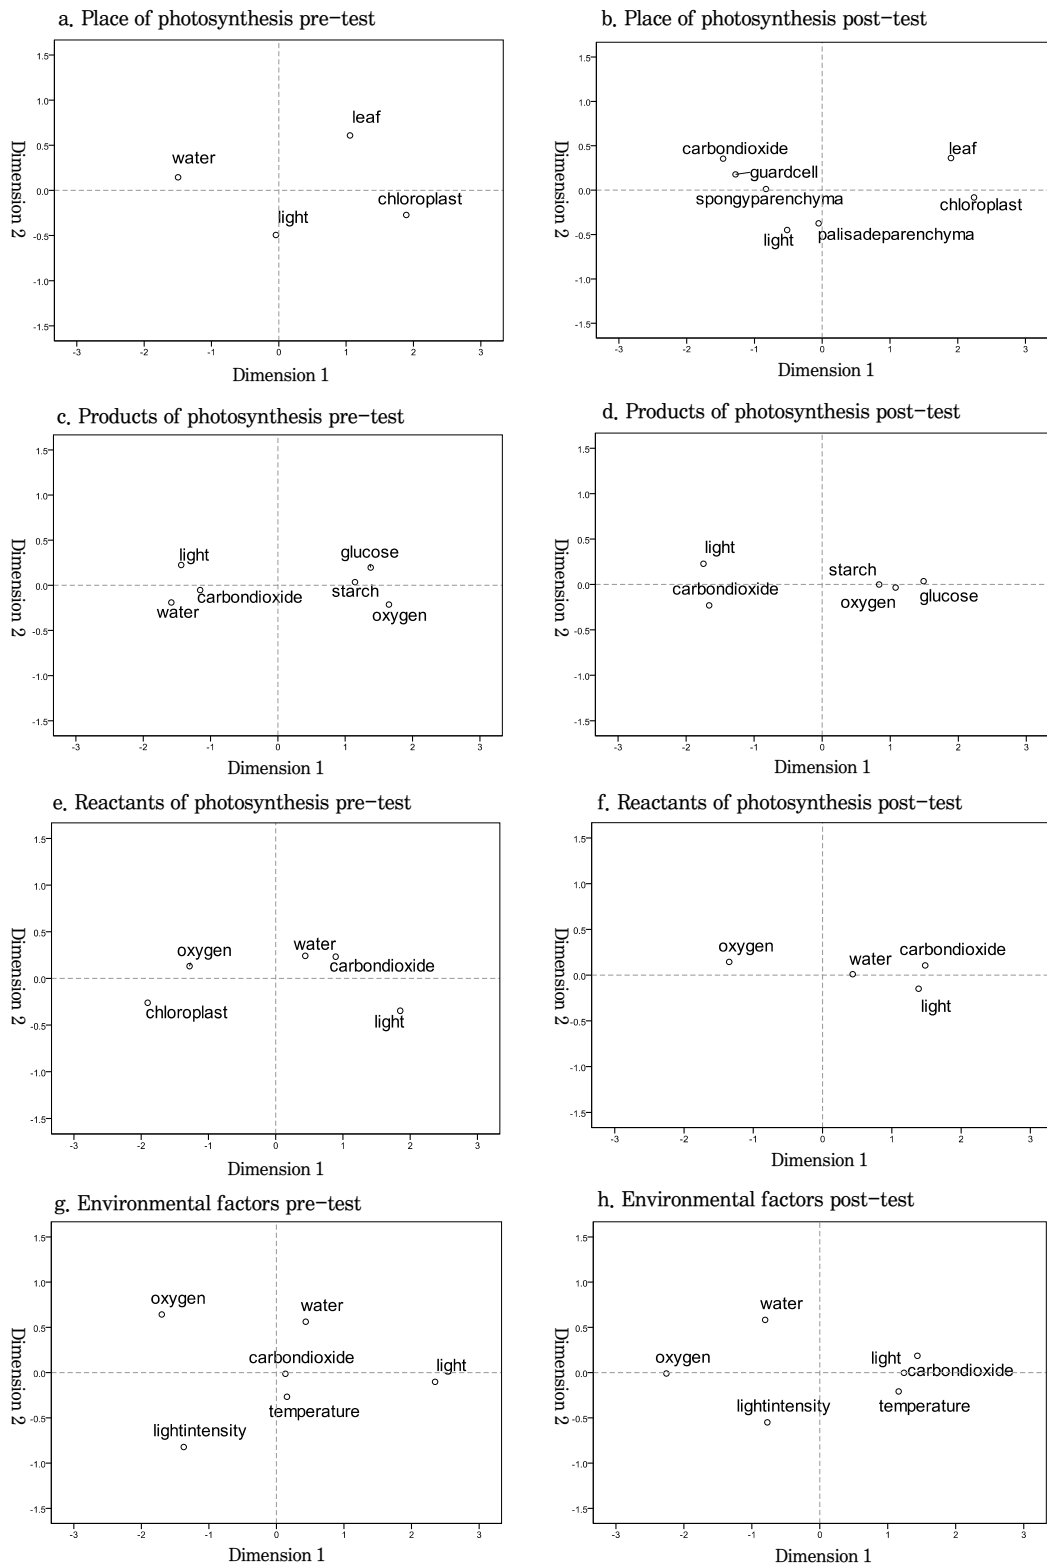 a. Place of photosynthesis pre-test
b. Place of photosynthesis post-test
1.5
1.0
0.5
0.0
-0.5
-1.0
-1.5
Dimension 2
leaf
water
chloroplast
light
-3
-2
-1
0
1
2
3
Dimension 1
1.5
1.0
0.5
0.0
-0.5
-1.0
-1.5
Dimension 2
carbondioxide
leaf
guardcell
spongyparenchyma
chloroplast
light
palisadeparenchyma
-3
-2
-1
0
1
2
3
Dimension 1
c. Products of photosynthesis pre-test
d. Products of photosynthesis post-test
1.5
1.0
0.5
0.0
-0.5
-1.0
-1.5
Dimension 2
light
glucose
carbondioxide
starch
water
oxygen
-3
-2
-1
0
1
2
3
Dimension 1
1.5
1.0
0.5
0.0
-0.5
-1.0
-1.5
Dimension 2
light
starch
carbondioxide
oxygen
glucose
-3
-2
-1
0
1
2
3
Dimension 1
e. Reactants of photosynthesis pre-test
f. Reactants of photosynthesis post-test
1.5
1.0
0.5
0.0
-0.5
-1.0
-1.5
Dimension 2
oxygen
water
carbondioxide
chloroplast
light
-3
-2
-1
0
1
2
3
Dimension 1
1.5
1.0
0.5
0.0
-0.5
-1.0
-1.5
Dimension 2
oxygen
water
carbondioxide
light
-3
-2
-1
0
1
2
3
Dimension 1
g. Environmental factors pre-test
h. Environmental factors post-test
1.5
1.0
0.5
0.0
-0.5
-1.0
-1.5
Dimension 2
oxygen
water
carbondioxide
light
temperature
lightintensity
-3
-2
-1
0
1
2
3
Dimension 1
1.5
1.0
0.5
0.0
-0.5
-1.0
-1.5
Dimension 2
water
oxygen
light
carbondioxide
lightintensity
temperature
-3
-2
-1
0
1
2
3
Dimension 1